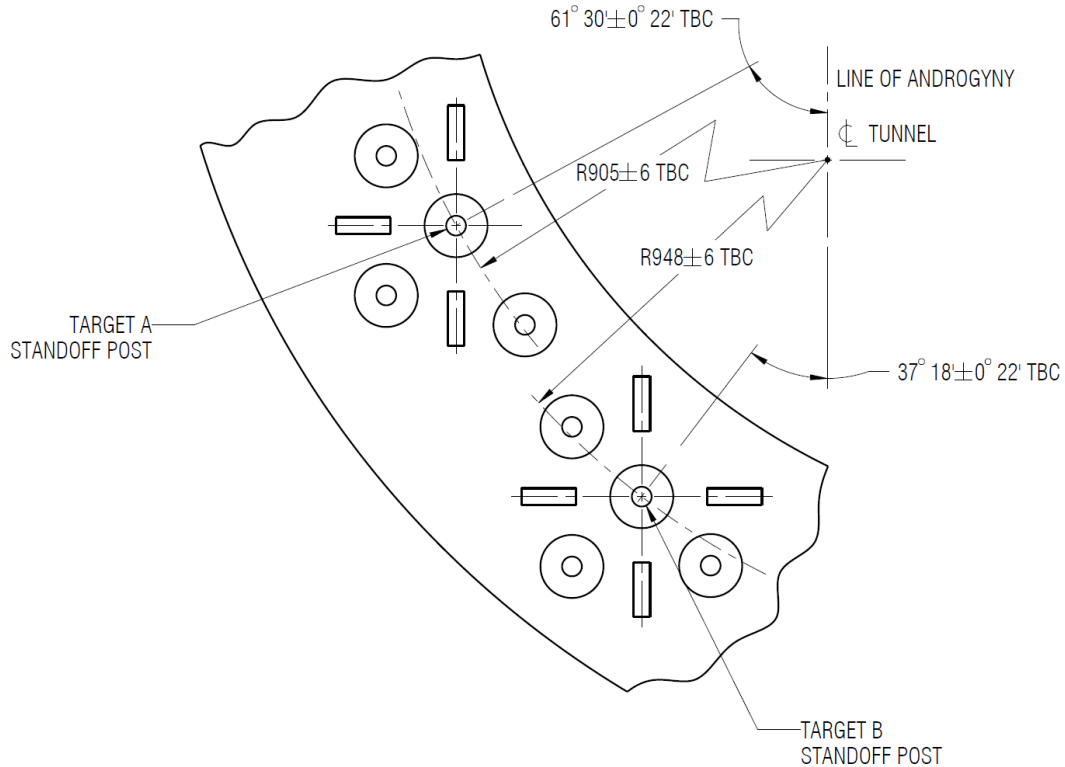 61° 30'±0° 22' TBC
LINE OF ANDROGYNY
℄ TUNNEL
R905±6 TBC
R948±6 TBC
TARGET A
STANDOFF POST
37° 18'±0° 22' TBC
TARGET B
STANDOFF POST